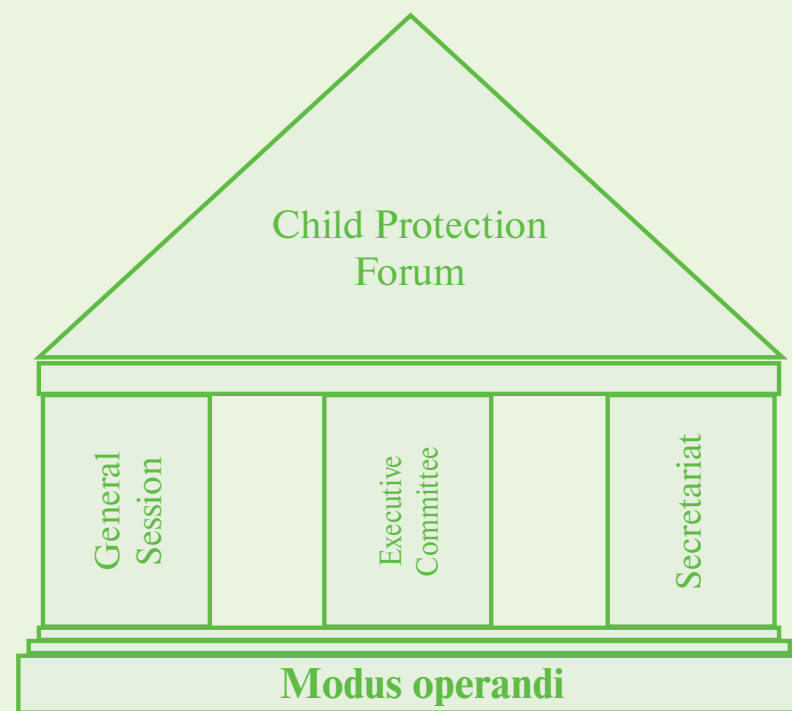 Child Protection
Forum
General
Session
Executive
Committee
Secretariat
Modus operandi